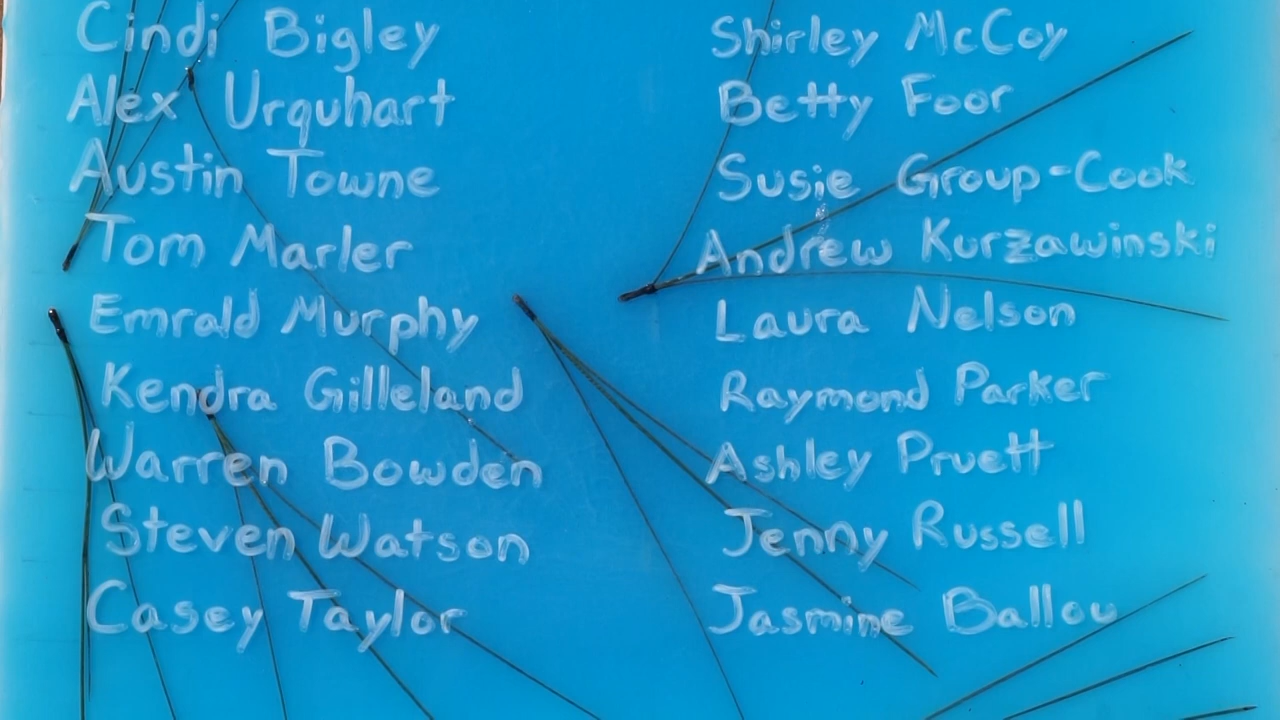 Cindi Bigley
Alex Urquhart
Austin Towne
Tom Marler
Emrald Murphy
Kendra Gilleland
Warren Bowden
Steven Watson
Casey Taylor
Shirley McCoy
Betty Foor
Susie Group-Cook
Andrew Kurzawinski
Laura Nelson
Raymond Parker
Ashley Pruett
Jenny Russell
Jasmine Ballou